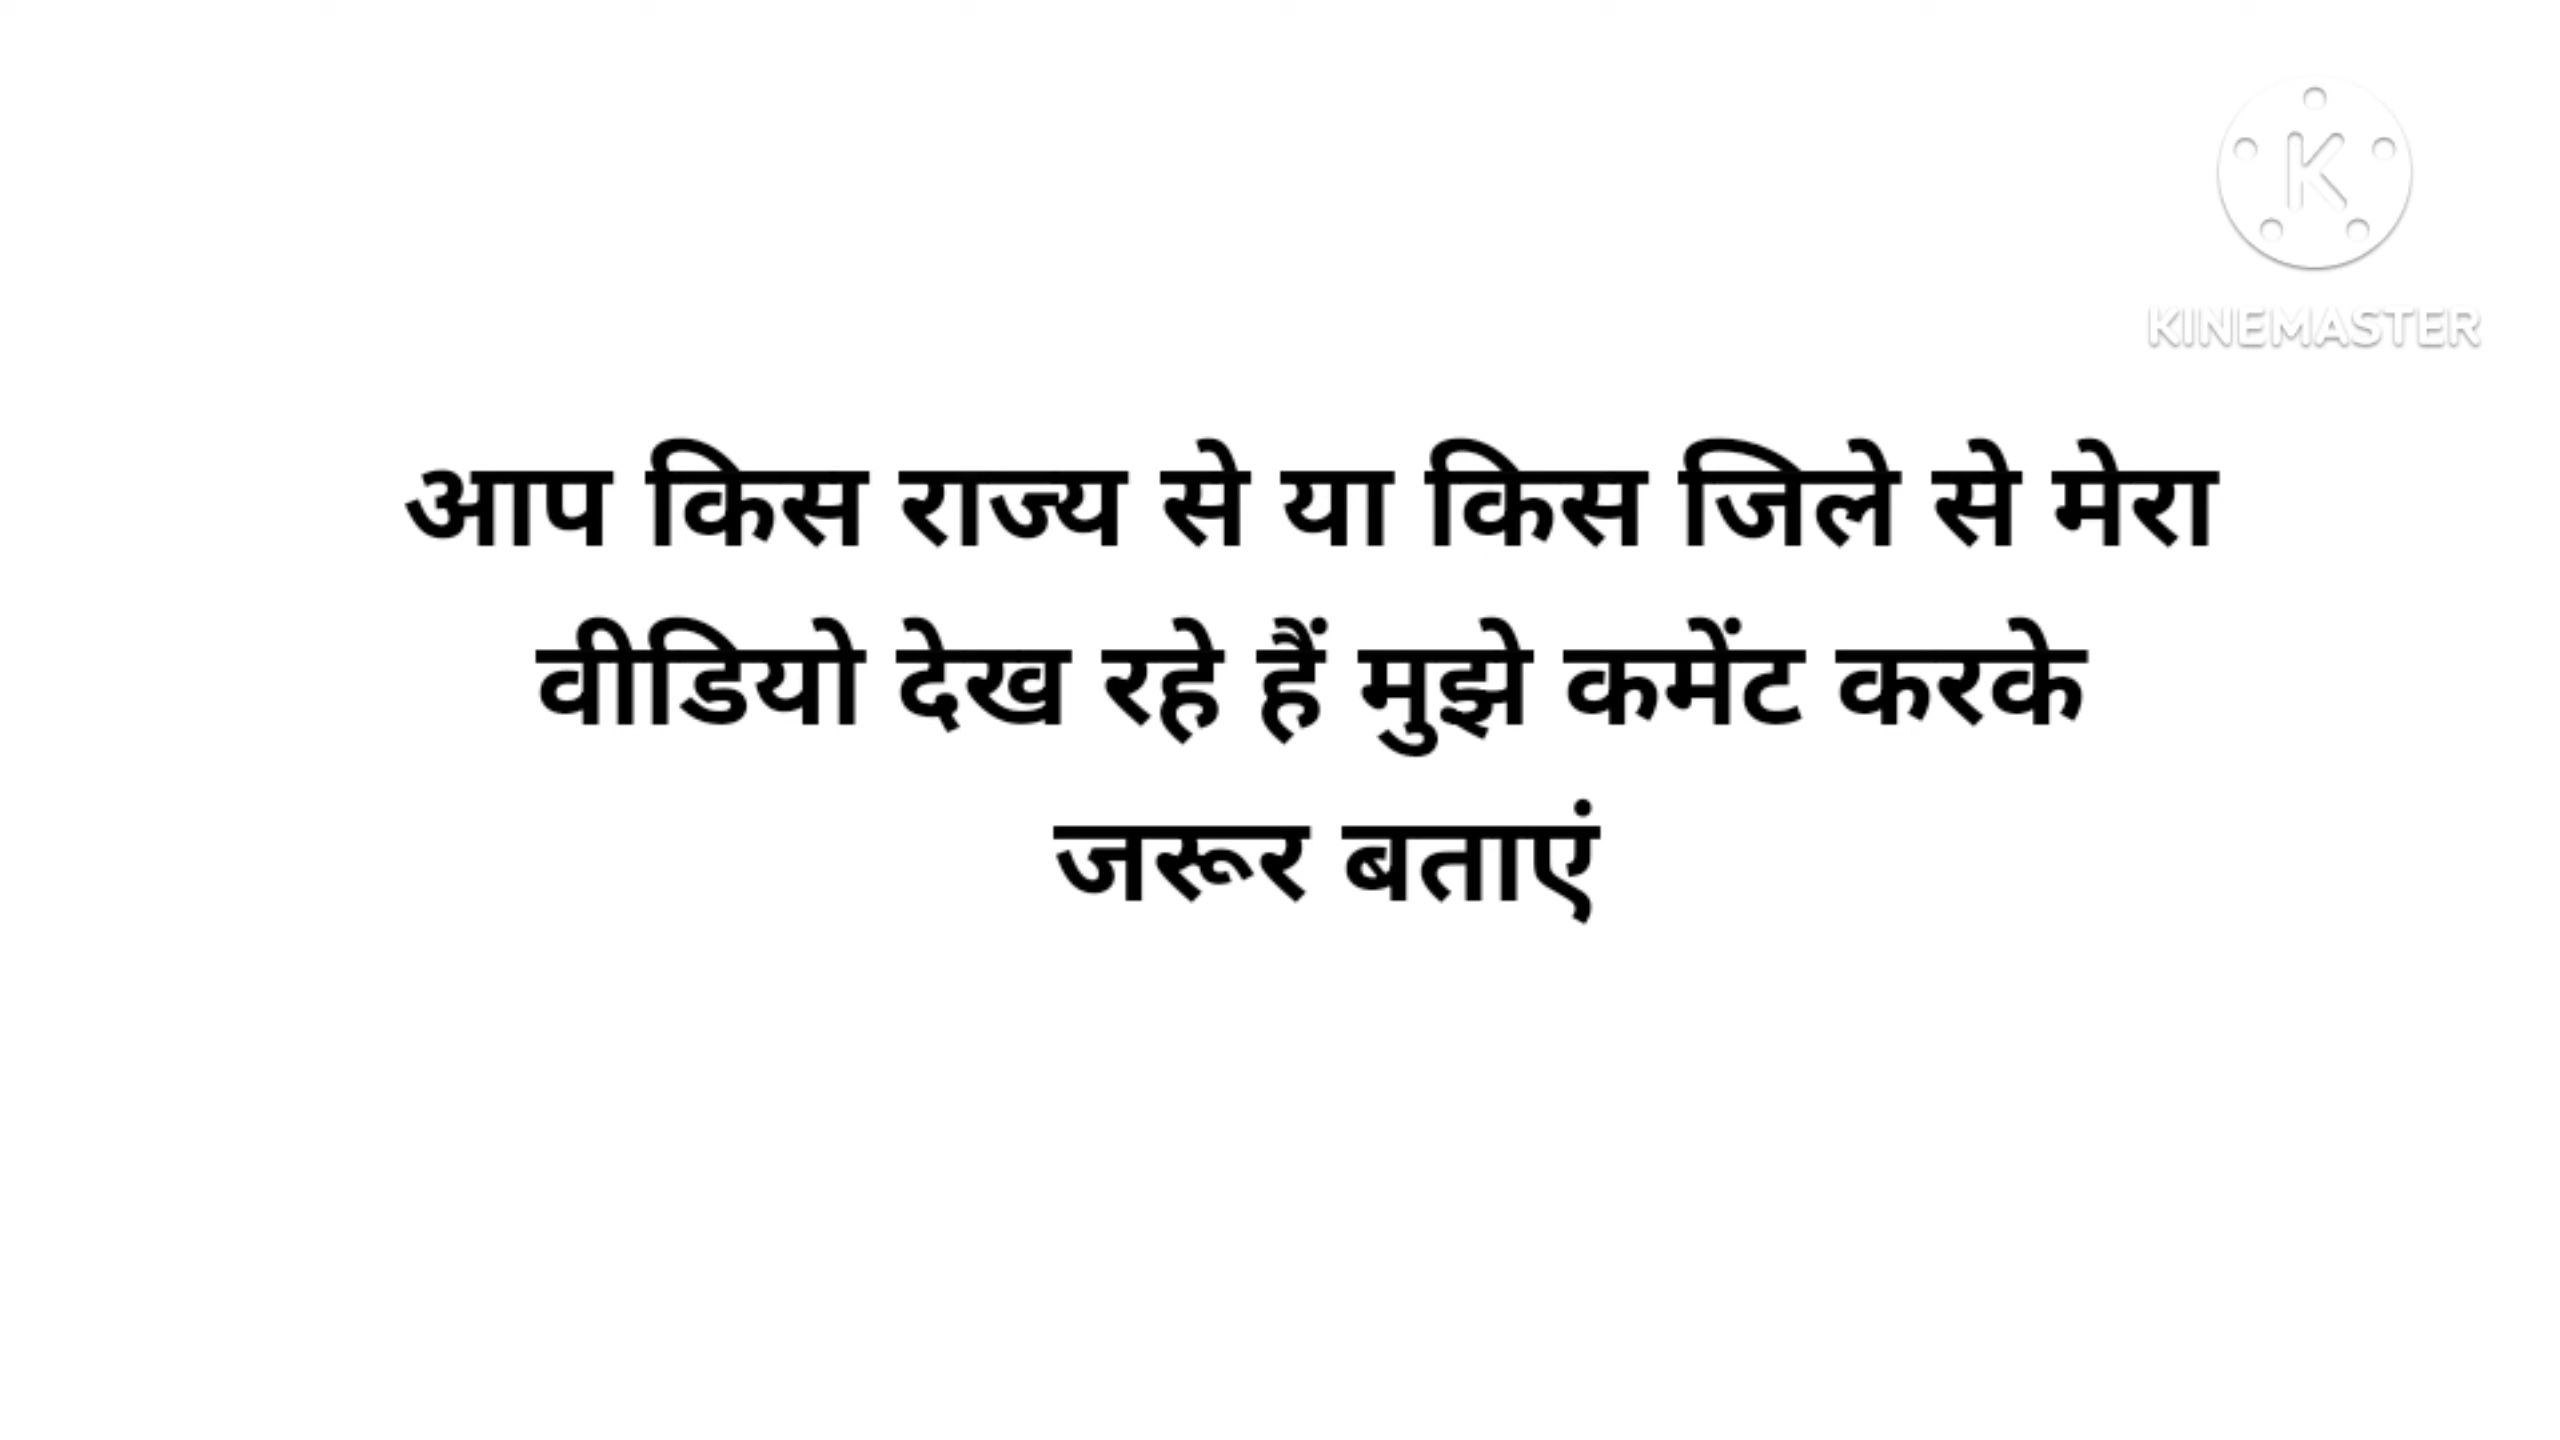 K
KINEMASTER
आप किस राज्य से या किस जिले से मेरा
वीडियो देख रहे हैं मुझे कमेंट करके
जरूर बताएं